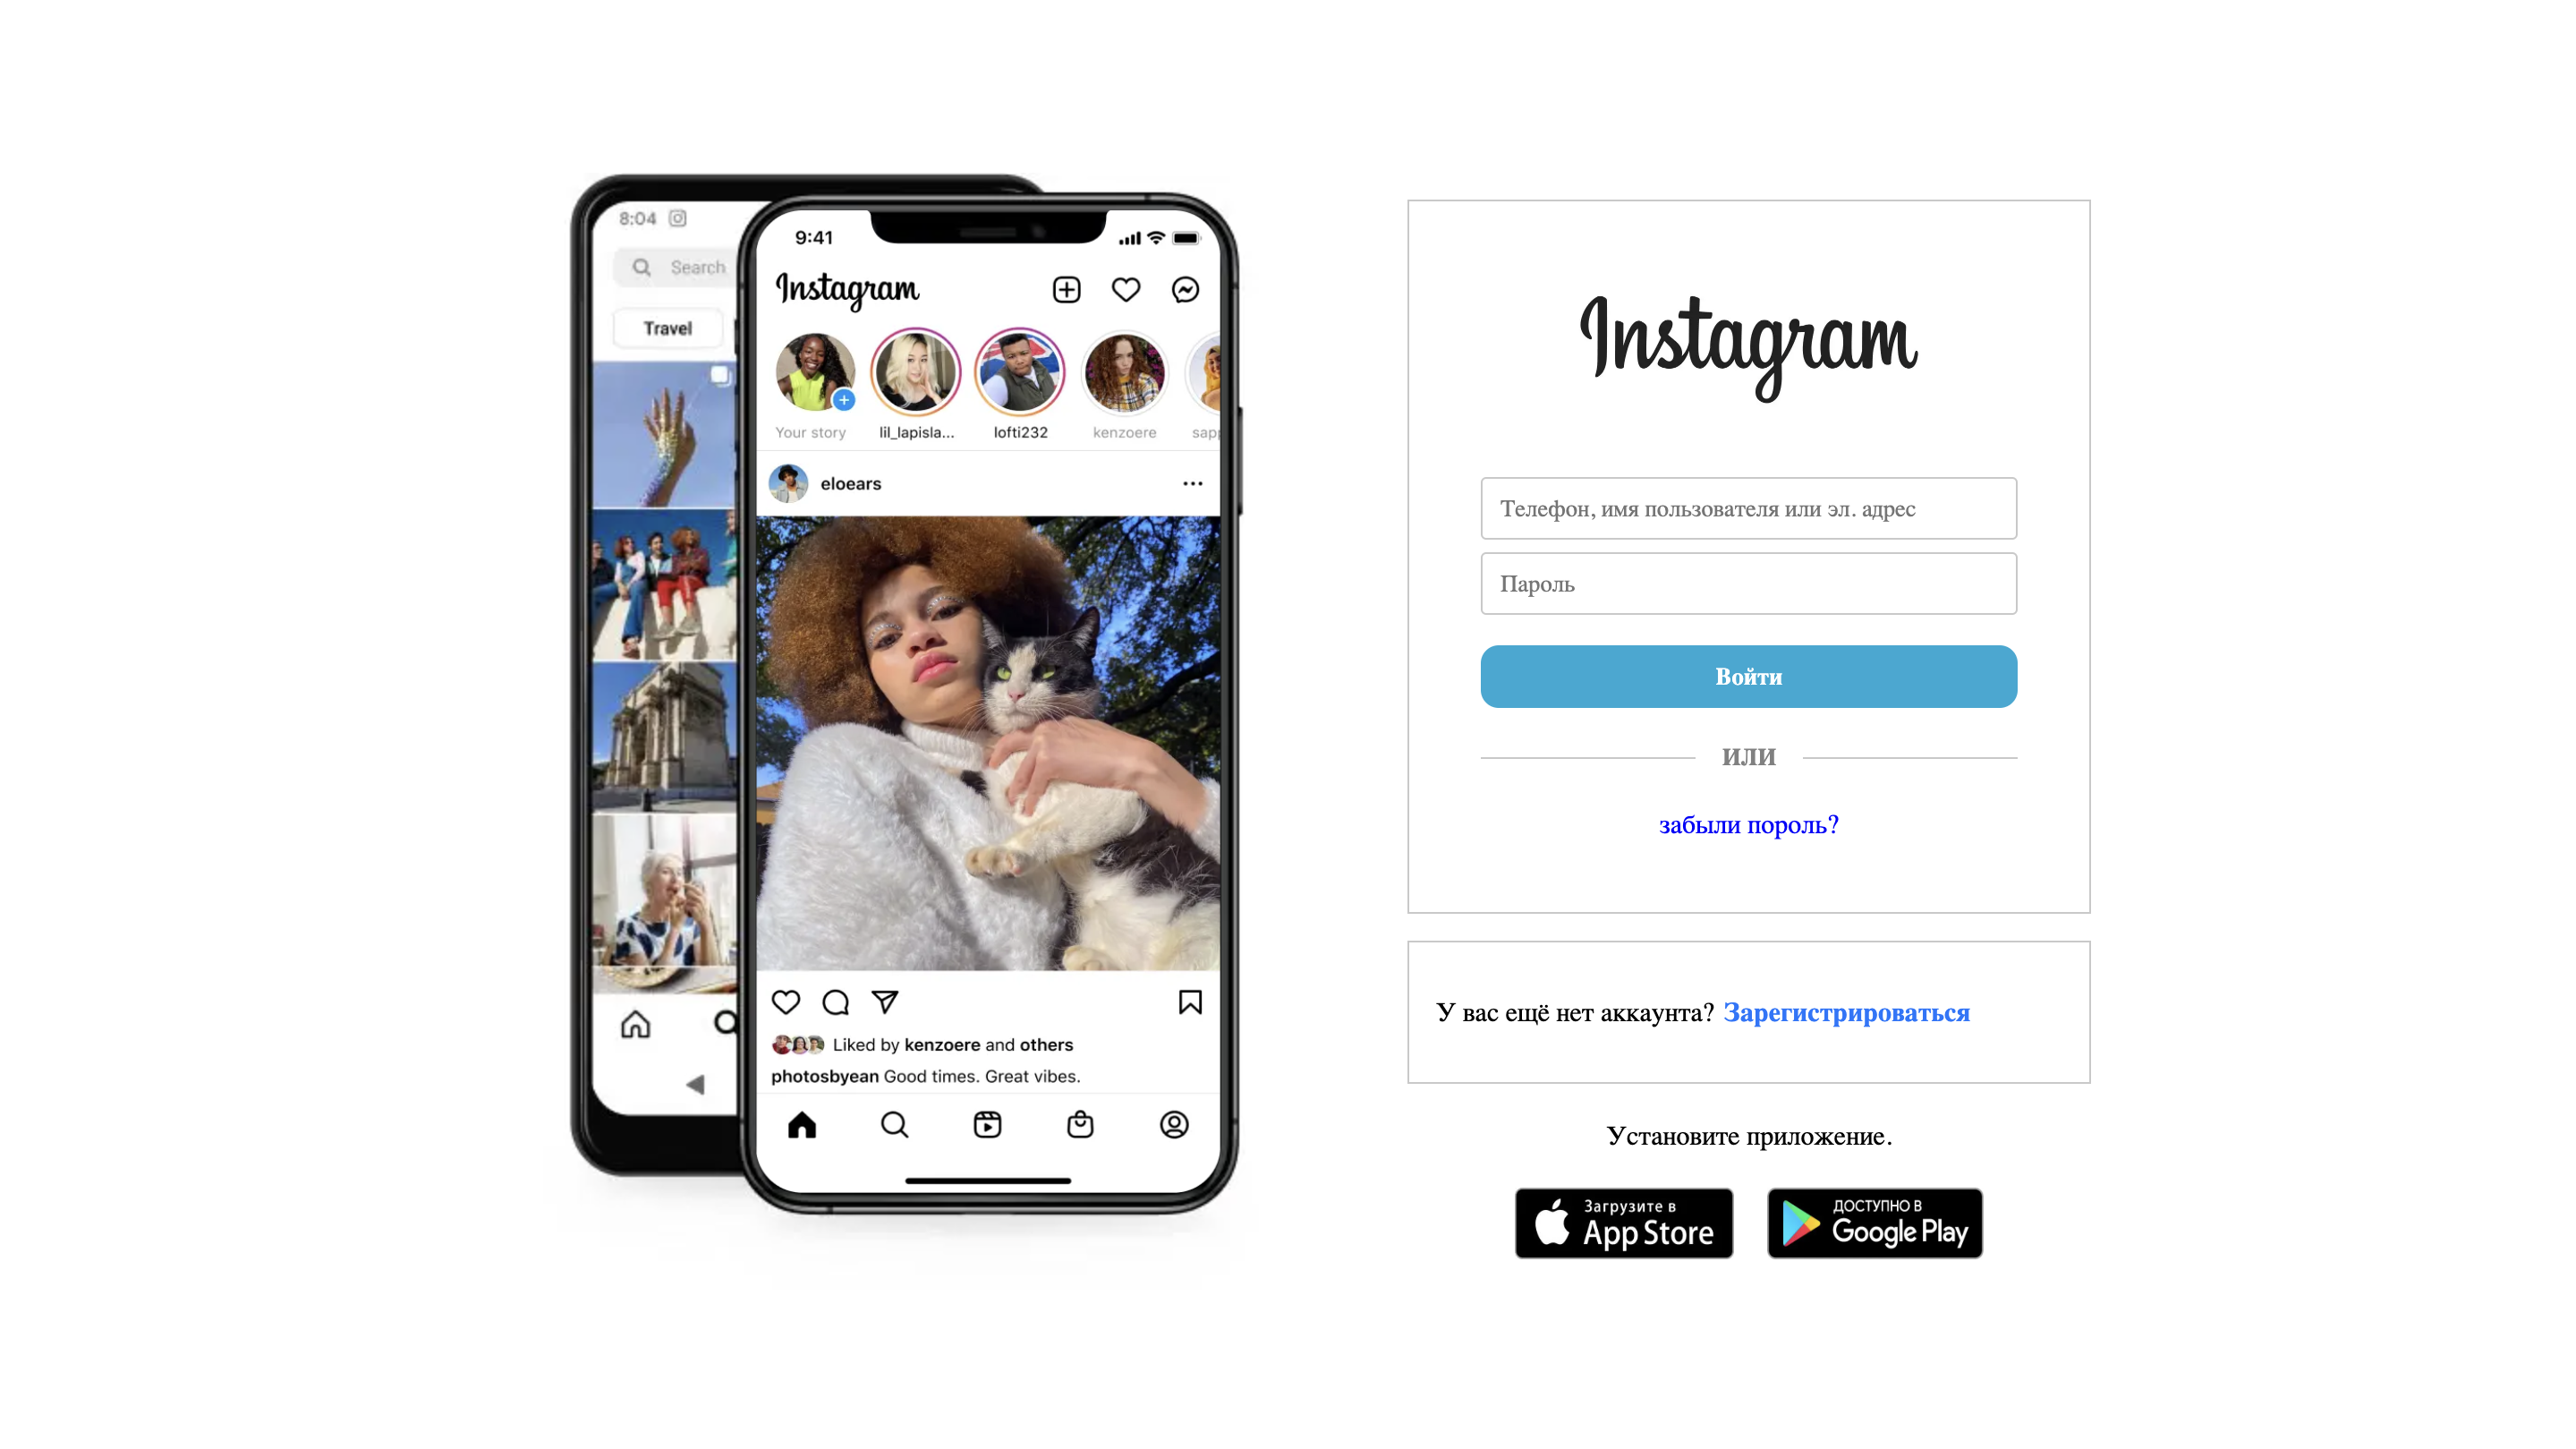 8:04
Search
Travel
9:41
Instagram
Your story
lil_lapisla...
lofti232
kenzoere
eloears
Liked by kenzoere and others
photosbyean Good times. Great vibes.
Instagram
Телефон, имя пользователя или эл. адрес
Пароль
Войти
ИЛИ
забыли пороль?
У вас ещё нет аккаунта? Зарегистрироваться
Установите приложение.
Загрузите в
App Store
ДОСТУПНО В
Google Play